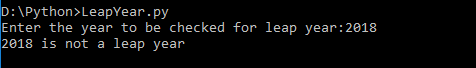 D:\Python>LeapYear.py
Enter the year to be checked for leap year:2018
2018 is not a leap year